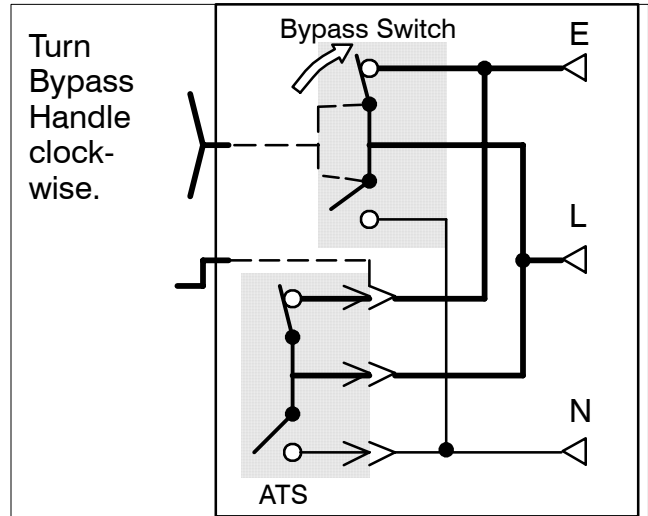 Turn
Bypass
Handle
clock-
wise.
Bypass Switch
E
L
N
ATS